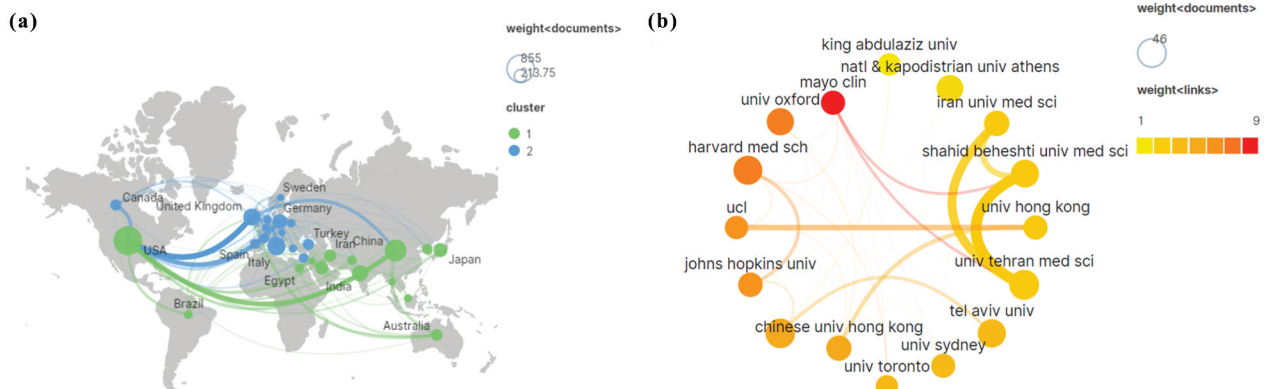 (a)
weight<documents>
855
213.75
cluster
1
2
Canada
United Kingdom
Sweden
Germany
USA
Spain
Italy
Turkey
Iran
China
Japan
Egypt
India
Brazil
Australia
(b)
king abdulaziz univ
natl & kapodistrian univ athens
mayo clin
univ oxford
iran univ med sci
harvard med sch
shahid beheshti univ med sci
ucl
univ hong kong
johns hopkins univ
univ tehran med sci
tel aviv univ
chinese univ hong kong
univ sydney
univ toronto
weight<documents>
46
weight<links>
1 9